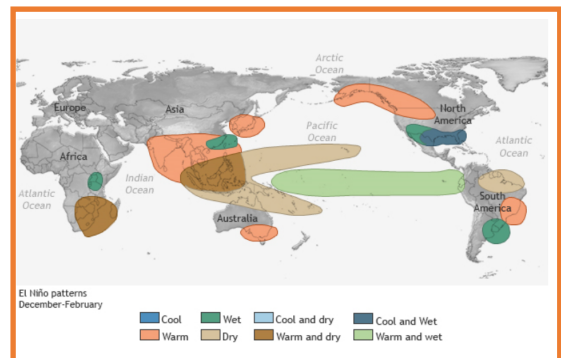 Arctic
Ocean
Europe
Asia
North
America
Pacific
Ocean
Atlantic
Ocean
Africa
Indian
Ocean
Atlantic
Ocean
South
America
Australia
El Niño patterns
December-February
Cool
Wet
Cool and dry
Cool and Wet
Warm
Dry
Warm and dry
Warm and wet